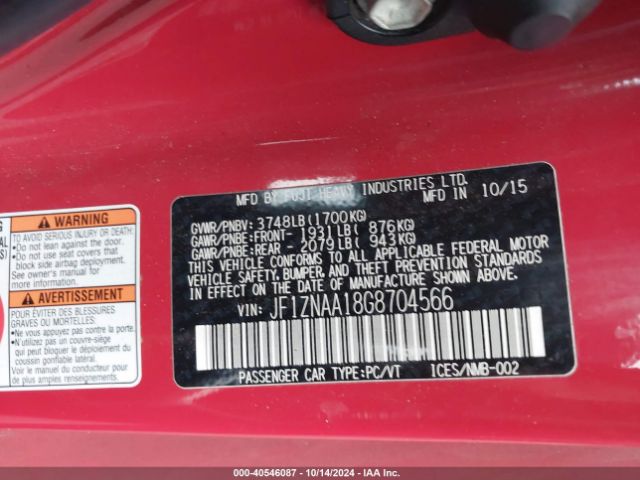 MFD BY FUJI HEAVY INDUSTRIES LTD.
MFD IN 10/15
GVWR/PNBV: 3748LB(1700KG)
GAWR/PNBE:FRONT- 1931LB( 876KG)
GAWR/PNBE:REAR - 2079LB( 943KG)
THIS VEHICLE CONFORMS TO ALL APPLICABLE FEDERAL MOTOR
VEHICLE SAFETY, BUMPER, AND THEFT PREVENTION STANDARDS
IN EFFECT ON THE DATE OF MANUFACTURE SHOWN ABOVE.
VIN: JF1ZNAA18G8704566
PASSENGER CAR TYPE:PC/VT ICES/NMB-002
TO AVOID SERIOUS INJURY OR DEATH:
•Do not lean against the door.
•Do not use seat covers that
block side airbag deployment.
•See owner's manual for
more information.
AVERTISSEMENT
POUR ÉVITER DES BLESSURES
GRAVES OU MORTELLES:
•Ne vous appuyez pas contre la porte.
•N'utilisez pas un couvre-siège
qui peut bloquer le déploiement du
coussin gonflable latéral.
•Pour de plus amples
renseignements,
000-40546087 - 10/14/2024 - IAA Inc.